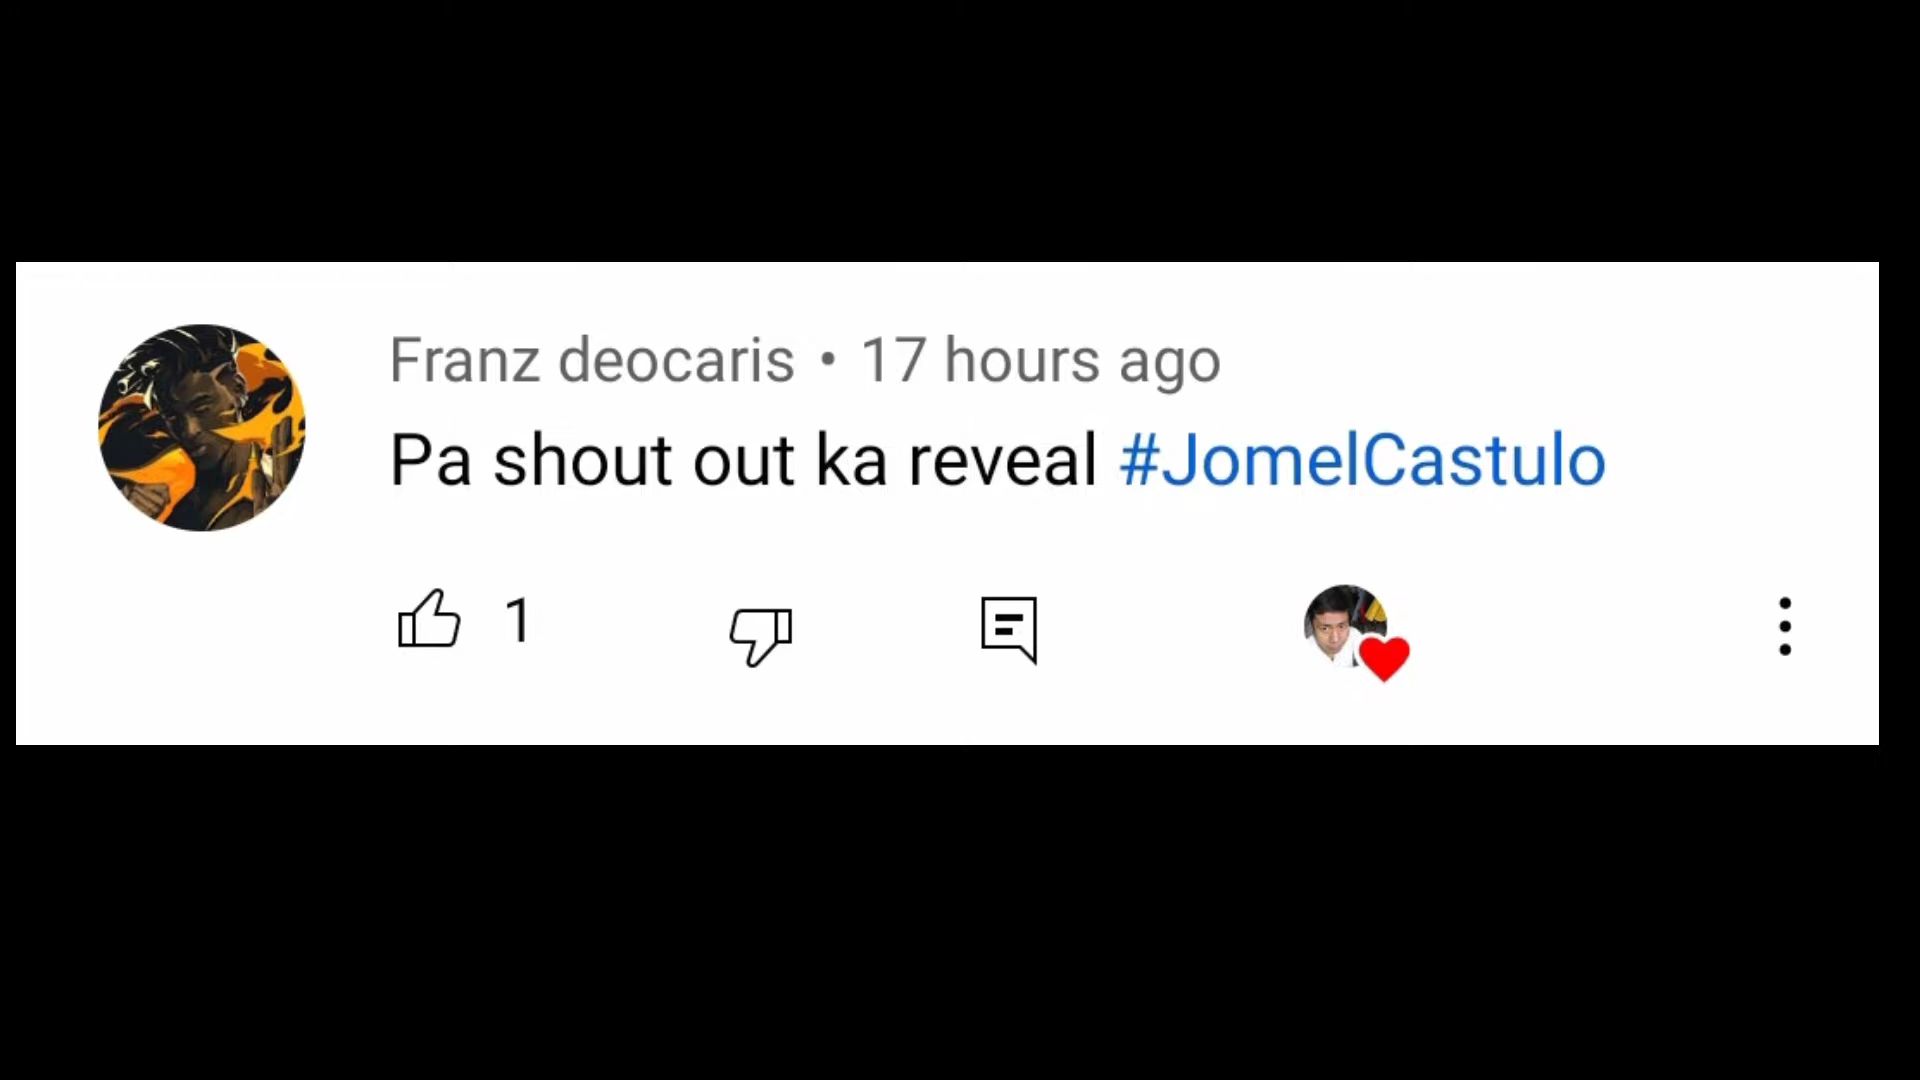 Franz deocaris • 17 hours ago
Pa shout out ka reveal #JomelCastulo
1